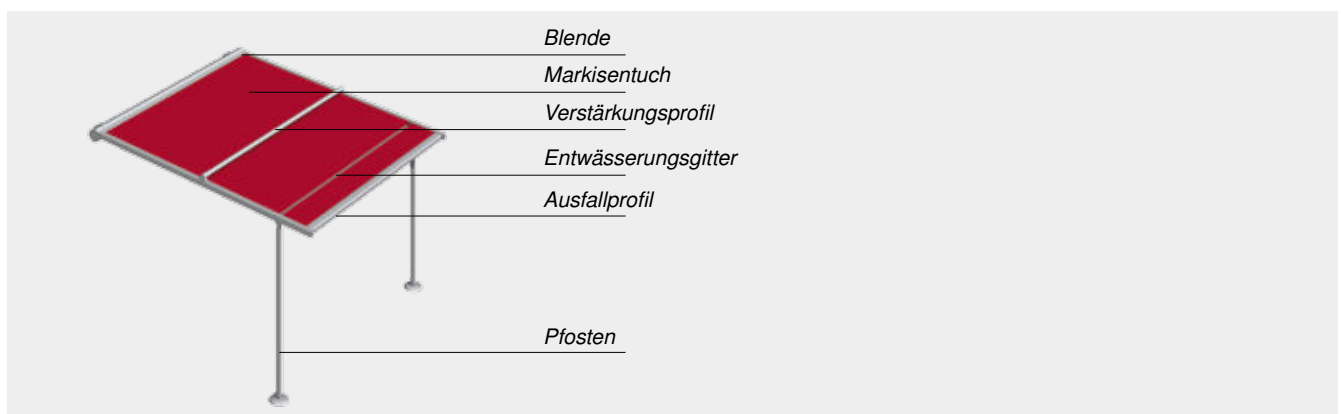 Blende
Markisentuch
Verstärkungsprofil
Entwässerungsgitter
Ausfallprofil
Pfosten